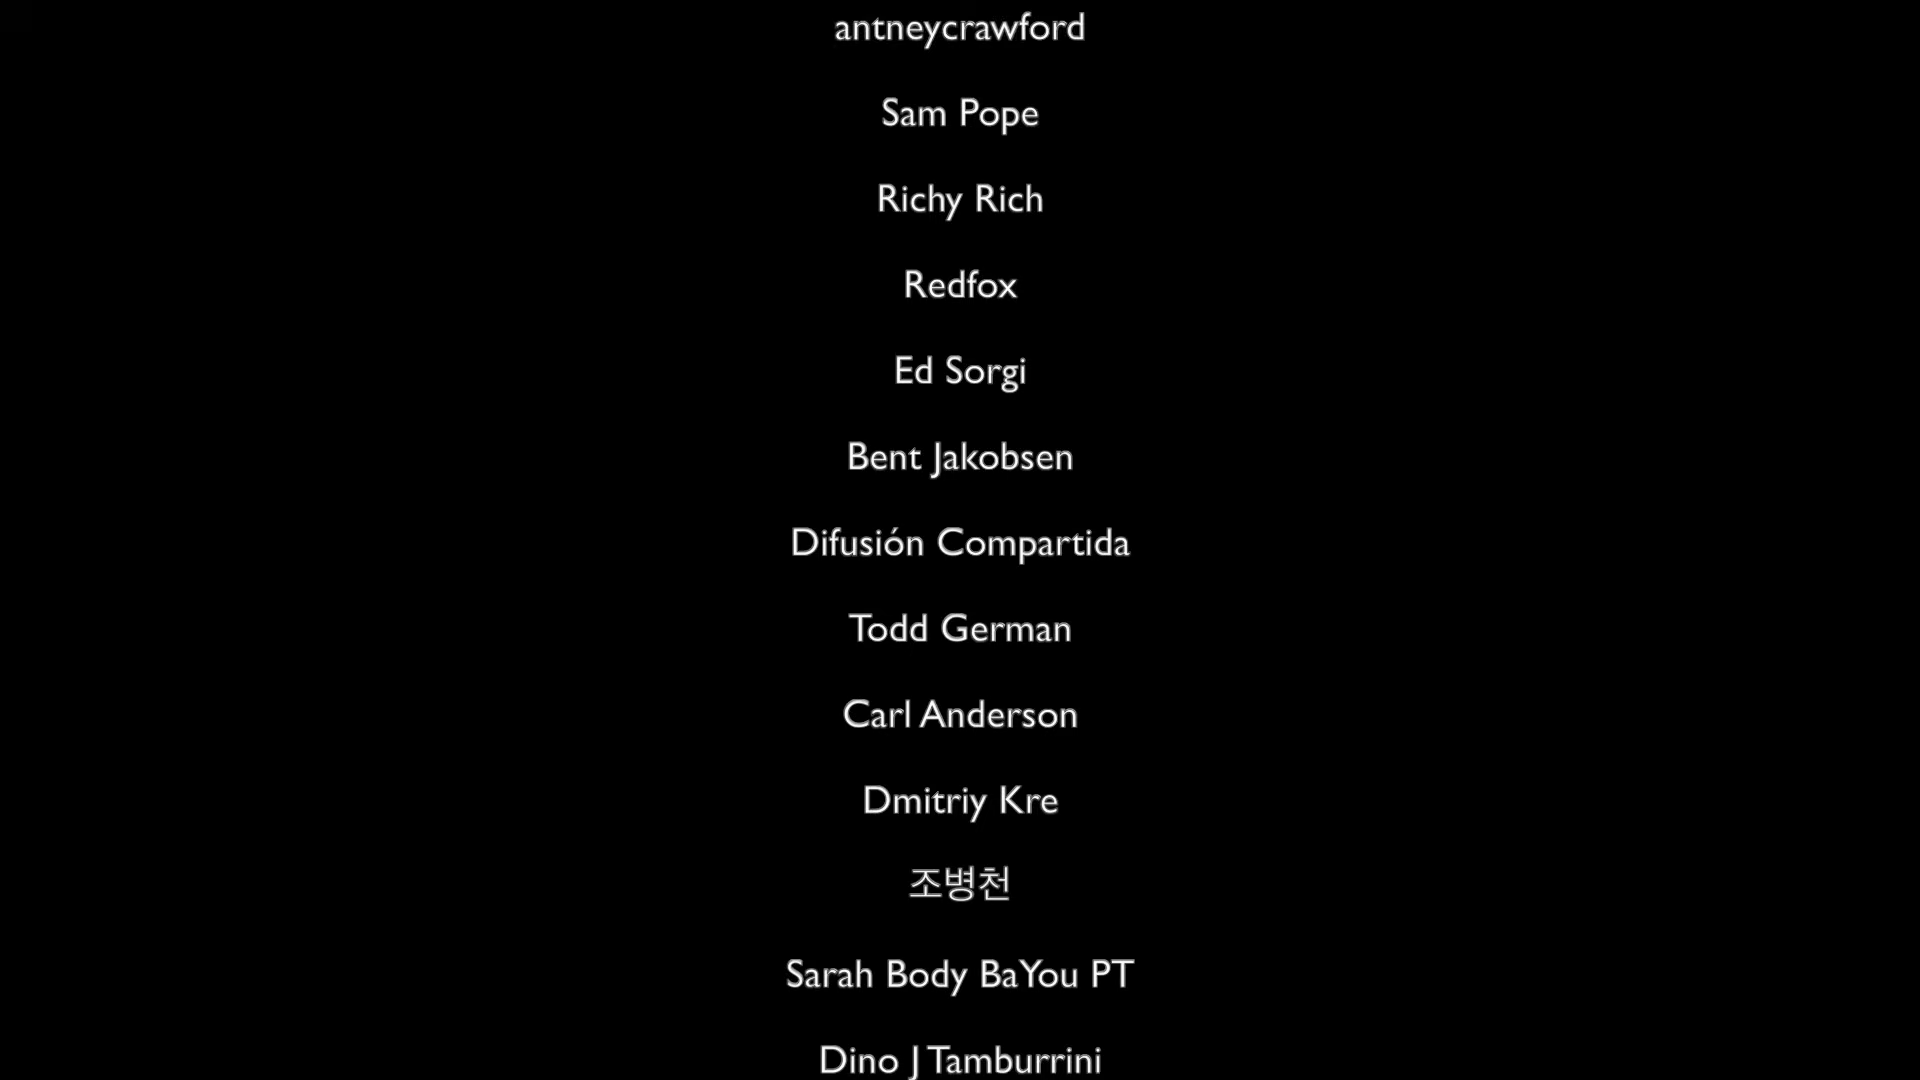 antneycrawford
Sam Pope
Richy Rich
Redfox
Ed Sorgi
Bent Jakobsen
Difusión Compartida
Todd German
Carl Anderson
Dmitriy Kre
조병천
Sarah Body BaYou PT
Dino J Tamburrini